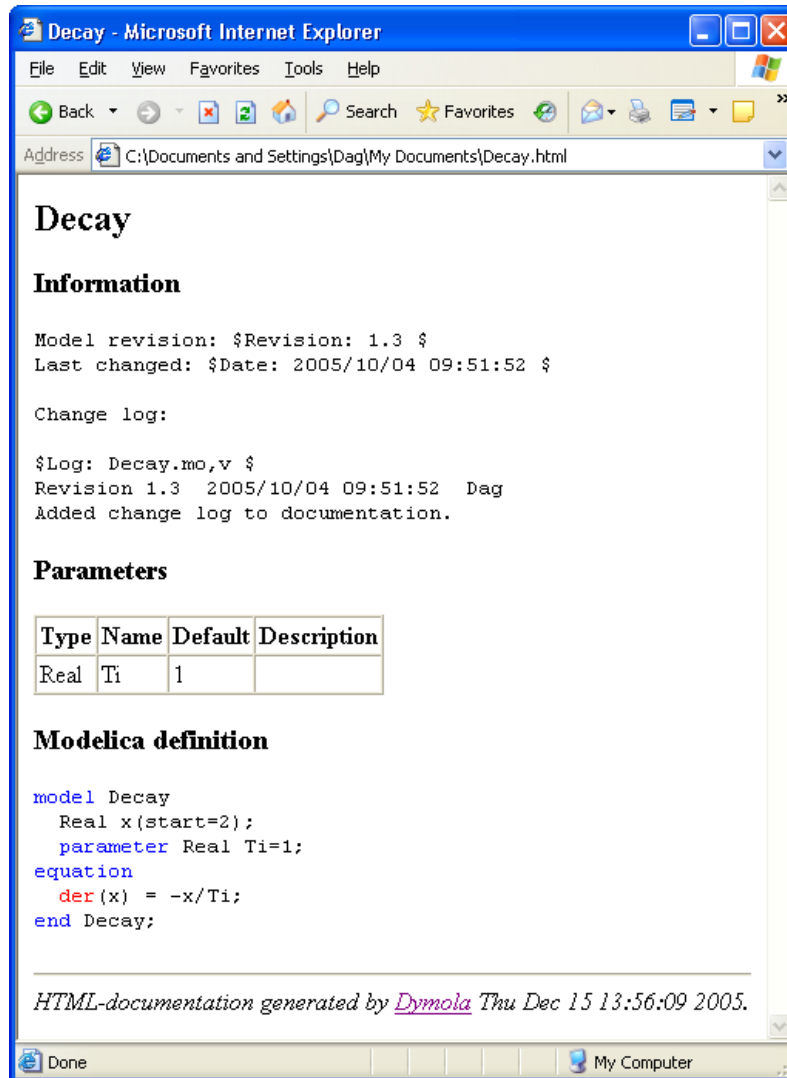 Decay - Microsoft Internet Explorer
File Edit View Favorites Tools Help
Back Search Favorites »
Address C:\Documents and Settings\Dag\My Documents\Decay.html
Decay
Information
Model revision: $Revision: 1.3 $
Last changed: $Date: 2005/10/04 09:51:52 $
Change log:
$Log: Decay.mo,v $
Revision 1.3  2005/10/04 09:51:52  Dag
Added change log to documentation.
Parameters
Type Name Default Description
Real Ti 1
Modelica definition
model Decay
  Real x(start=2);
  parameter Real Ti=1;
equation
  der(x) = -x/Ti;
end Decay;
HTML-documentation generated by Dymola Thu Dec 15 13:56:09 2005.
Done My Computer